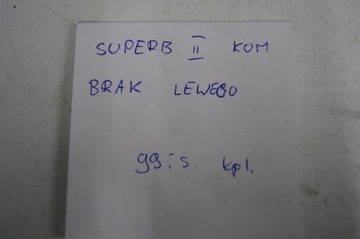 SUPERB II KOM
BRAK LEWEGO
99:S. kpl.